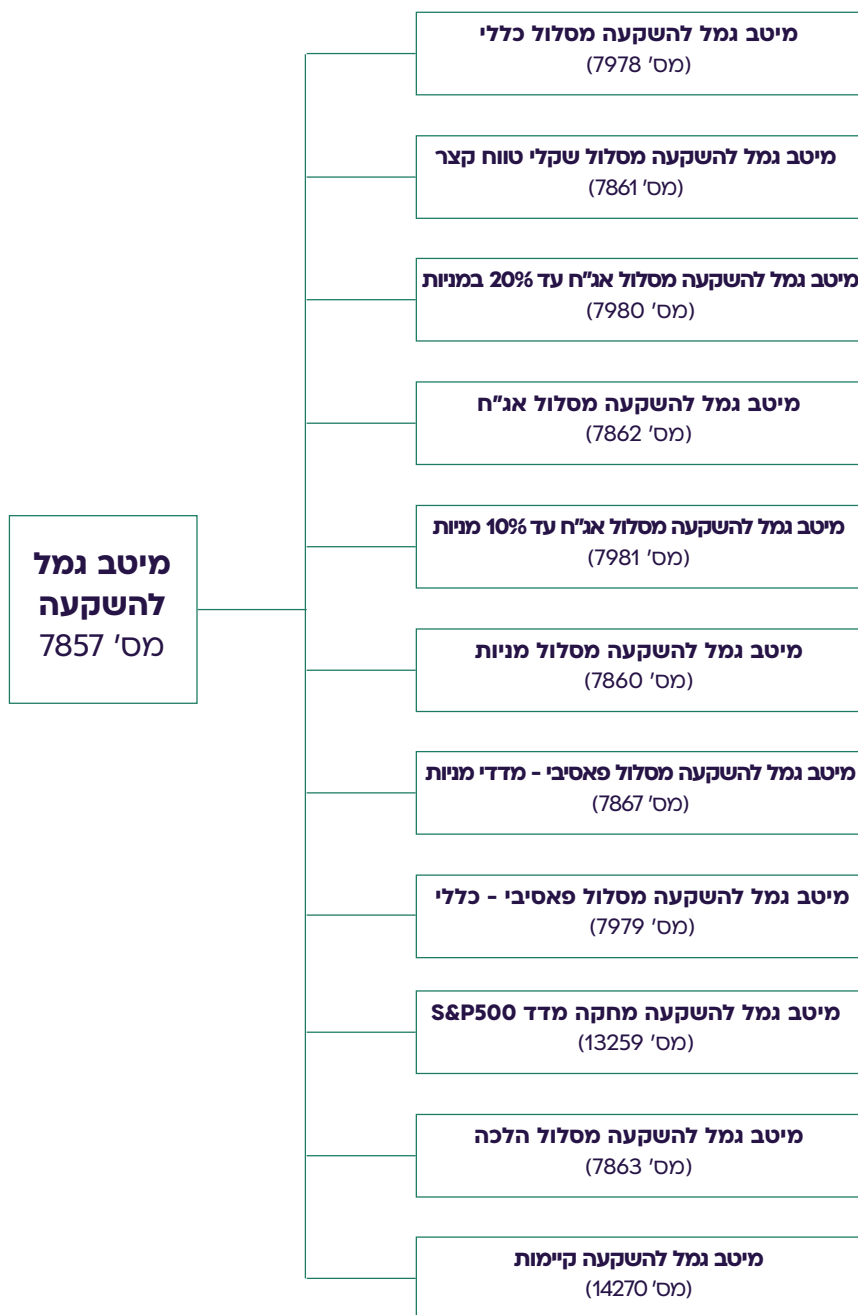 מיטב גמל להשקעה מסלול כללי
(מס' 7978)
מיטב גמל להשקעה מסלול שקלי טווח קצר
(מס' 7861)
מיטב גמל להשקעה מסלול אג"ח עד 20% במניות
(מס' 7980)
מיטב גמל להשקעה מסלול אג"ח
(מס' 7862)
מיטב גמל להשקעה מסלול אג"ח עד 10% מניות
(מס' 7981)
מיטב גמל
להשקעה
מס' 7857
מיטב גמל להשקעה מסלול מניות
(מס' 7860)
מיטב גמל להשקעה מסלול פאסיבי - מדדי מניות
(מס' 7867)
מיטב גמל להשקעה מסלול פאסיבי - כללי
(מס' 7979)
מיטב גמל להשקעה מחקה מדד S&P500
(מס' 13259)
מיטב גמל להשקעה מסלול הלכה
(מס' 7863)
מיטב גמל להשקעה קיימות
(מס' 14270)